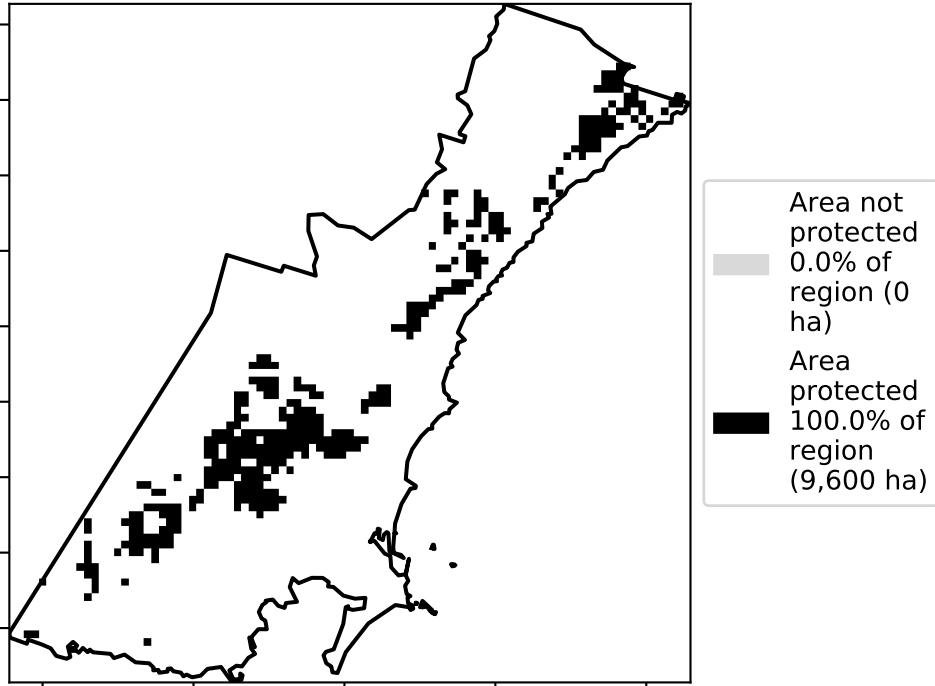 Area not
protected
0.0% of
region (0
ha)
Area
protected
100.0% of
region
(9,600 ha)